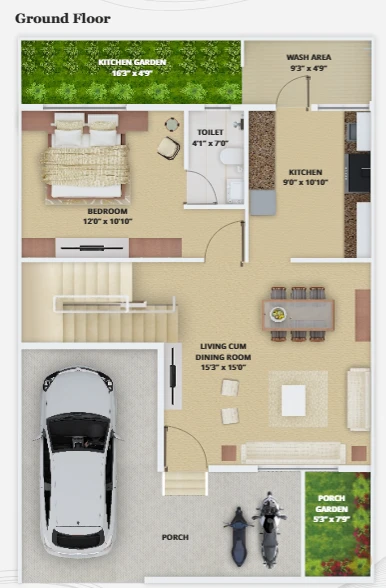 Ground Floor
KITCHEN GARDEN
16'3" x 4'9"
WASH AREA
9'3" x 4'9"
TOILET
4'1" x 7'0"
KITCHEN
9'0" x 10'10"
BEDROOM
12'0" x 10'10"
LIVING CUM
DINING ROOM
15'3" x 15'0"
PORCH
GARDEN
5'3" x 7'9"
PORCH